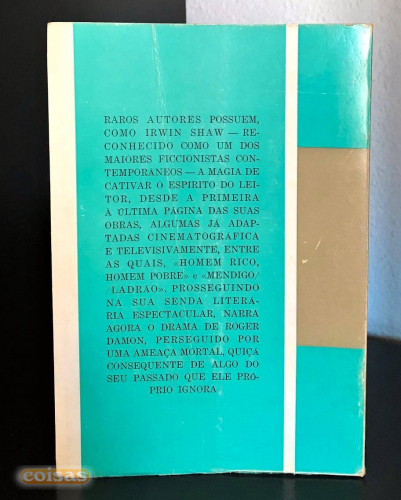 RAROS AUTORES POSSUEM,
COMO IRWIN SHAW — RE-
CONHECIDO COMO UM DOS
MAIORES FICCIONISTAS CON-
TEMPORÂNEOS — A MAGIA DE
CATIVAR O ESPÍRITO DO LEI-
TOR, DESDE A PRIMEIRA
À ÚLTIMA PÁGINA DAS SUAS
OBRAS, ALGUMAS JÁ ADAP-
TADAS CINEMATOGRÁFICA
E TELEVISIVAMENTE, ENTRE
AS QUAIS, «HOMEM RICO,
HOMEM POBRE» e «MENDIGO/
/LADRÃO». PROSSEGUINDO
NA SUA SENDA LITERÁ-
RIA ESPECTACULAR, NARRA
AGORA O DRAMA DE ROGER
DAMON, PERSEGUIDO POR
UMA AMEAÇA MORTAL, QUIÇÁ
CONSEQUENTE DE ALGO DO
SEU PASSADO QUE ELE PRÓ-
PRIO IGNORA
coisas